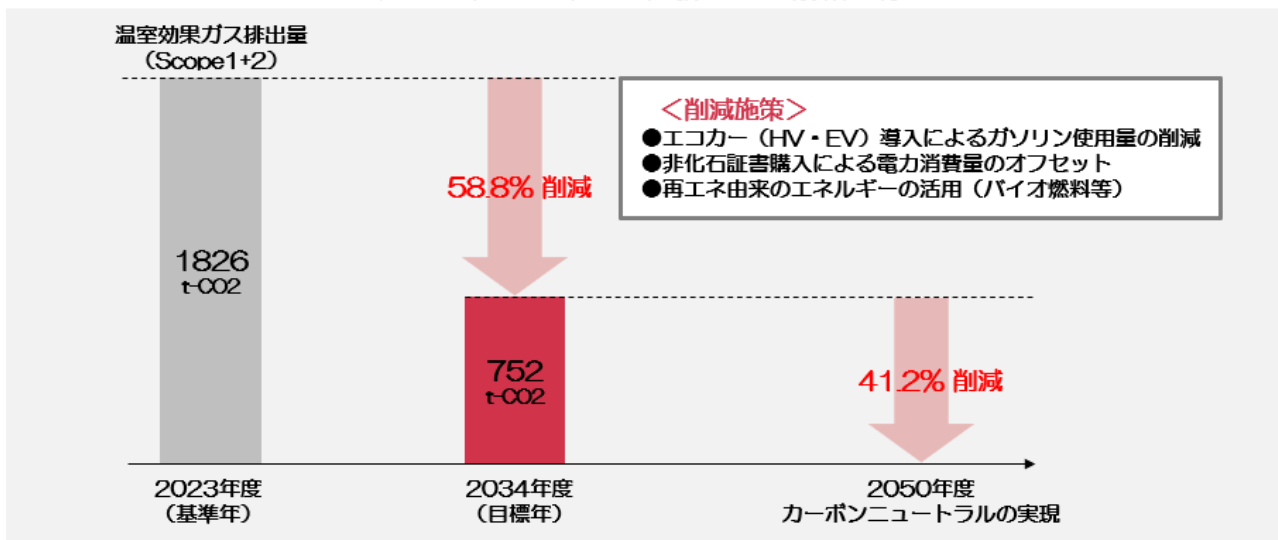 温室効果ガス排出量
（Scope1+2）
＜削減施策＞
●エコカー（HV・EV）導入によるガソリン使用量の削減
●非化石証書購入による電力消費量のオフセット
●再エネ由来のエネルギーの活用（バイオ燃料等）
58.8% 削減
1826
t-CO2
752
t-CO2
41.2% 削減
2023年度
（基準年）
2034年度
（目標年）
2050年度
カーボンニュートラルの実現